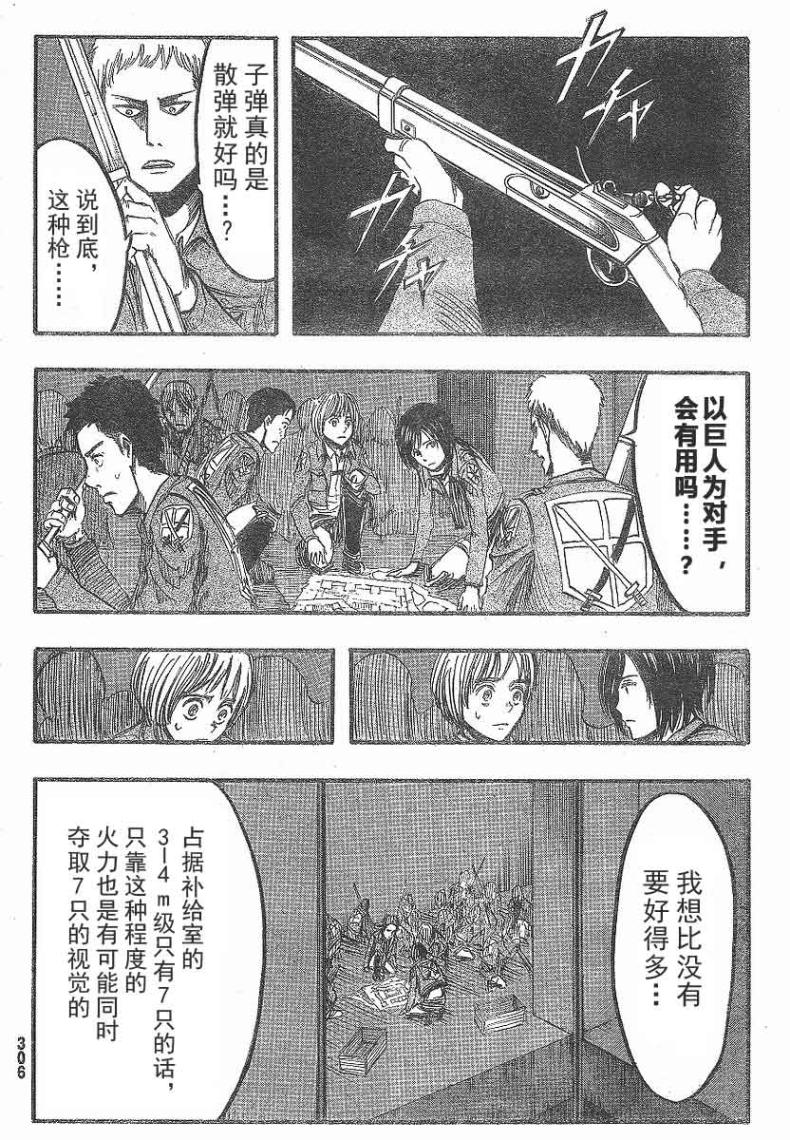 ガ
チャ
ガ
チャ
子弹真的是
散弹就好吗…？
说到底，
这种枪……
以巨人为对手，
会有用吗……？
我想比没有
要好得多…
占据补给室的
3—4m级只有7只的话，
只靠这种程度的
火力也是有可能同时
夺取7只的视觉的
306